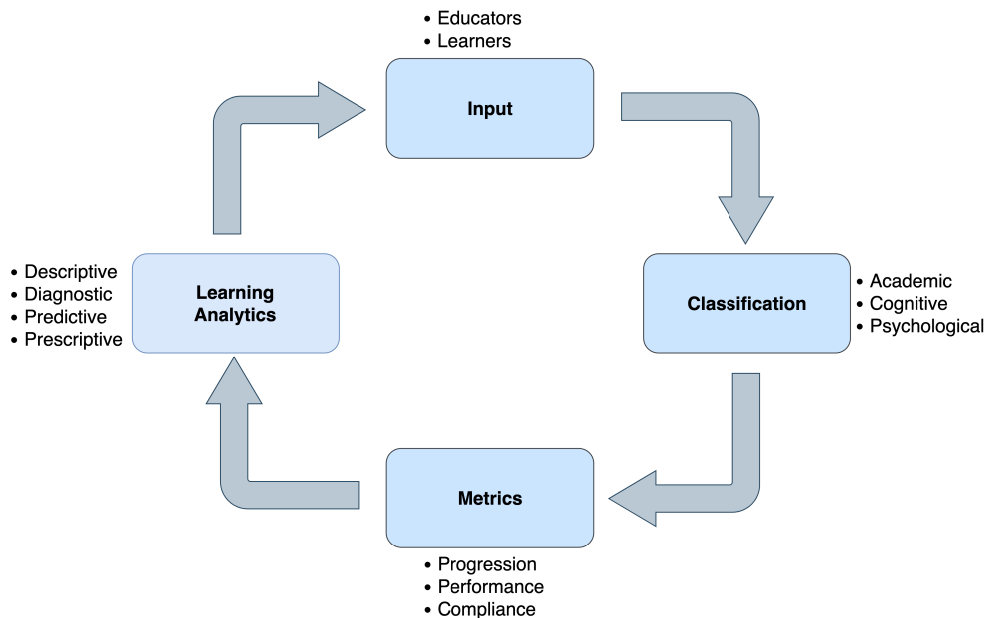 • Educators
• Learners
Input
• Descriptive
• Diagnostic
• Predictive
• Prescriptive
Learning
Analytics
Classification
• Academic
• Cognitive
• Psychological
Metrics
• Progression
• Performance
• Compliance